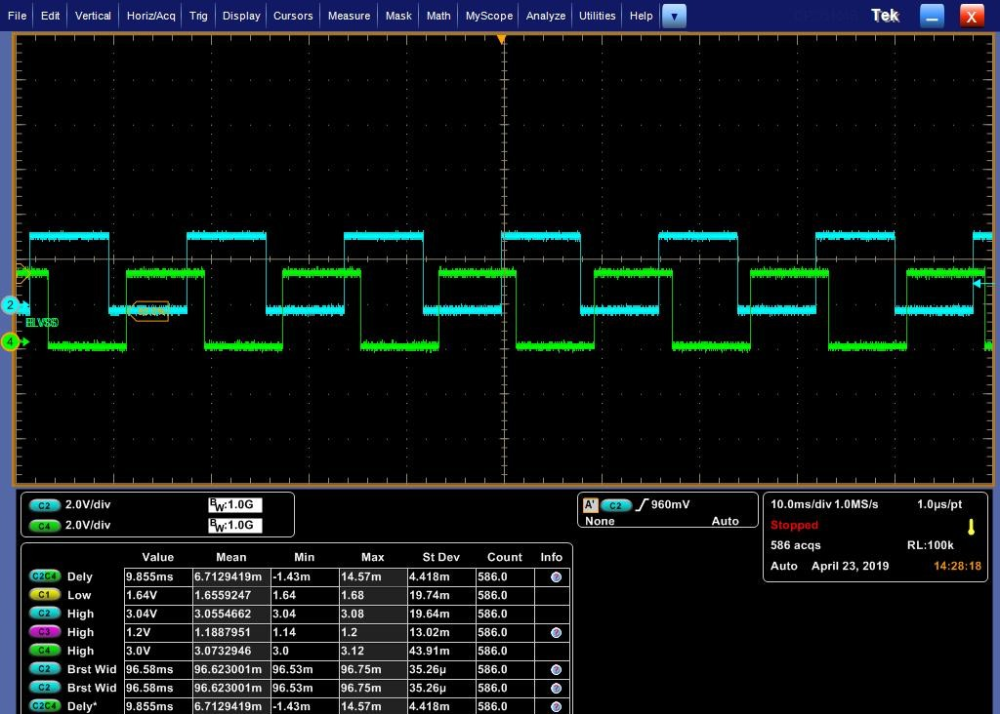 File Edit Vertical Horiz/Acq Trig Display Cursors Measure Mask Math MyScope Analyze Utilities Help Tek X
2
ELVSS
4
C2 2.0V/div BW:1.0G
C4 2.0V/div BW:1.0G
A' C2 960mV
None Auto
10.0ms/div 1.0MS/s 1.0µs/pt
Stopped
586 acqs RL:100k
Auto April 23, 2019 14:28:18
Value Mean Min Max St Dev Count Info
C2C4 Dely 9.855ms 6.7129419m -1.43m 14.57m 4.418m 586.0
C1 Low 1.64V 1.6559247 1.64 1.68 19.74m 586.0
C2 High 3.04V 3.0554662 3.04 3.08 19.64m 586.0
C3 High 1.2V 1.1887951 1.14 1.2 13.02m 586.0
C4 High 3.0V 3.0732946 3.0 3.12 43.91m 586.0
C2 Brst Wid 96.58ms 96.623001m 96.53m 96.75m 35.26µ 586.0
C2 Brst Wid 96.58ms 96.623001m 96.53m 96.75m 35.26µ 586.0
C2C4 Dely* 9.855ms 6.7129419m -1.43m 14.57m 4.418m 586.0